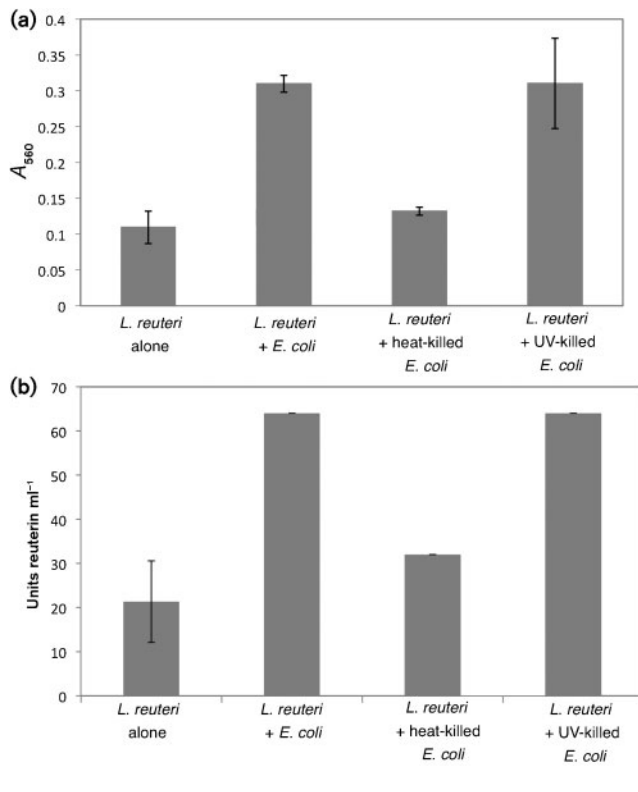 (a)
0.4
0.35
0.3
0.25
0.2
0.15
0.1
0.05
0
A560
L. reuteri alone
L. reuteri + E. coli
L. reuteri + heat-killed E. coli
L. reuteri + UV-killed E. coli
(b)
70
60
50
40
30
20
10
0
Units reuterin ml⁻¹
L. reuteri alone
L. reuteri + E. coli
L. reuteri + heat-killed E. coli
L. reuteri + UV-killed E. coli